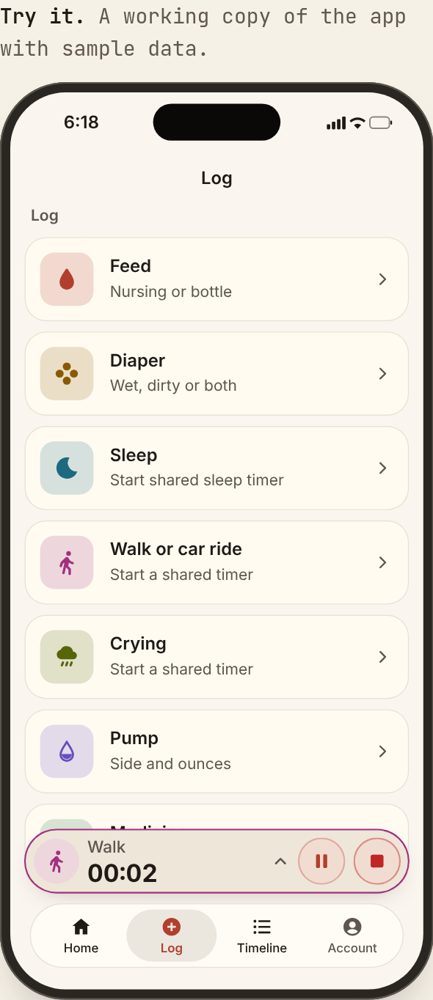 Try it. A working copy of the app
with sample data.
6:18
Log
Log
Feed
Nursing or bottle
Diaper
Wet, dirty or both
Sleep
Start shared sleep timer
Walk or car ride
Start a shared timer
Crying
Start a shared timer
Pump
Side and ounces
Walk
00:02
Home
Log
Timeline
Account